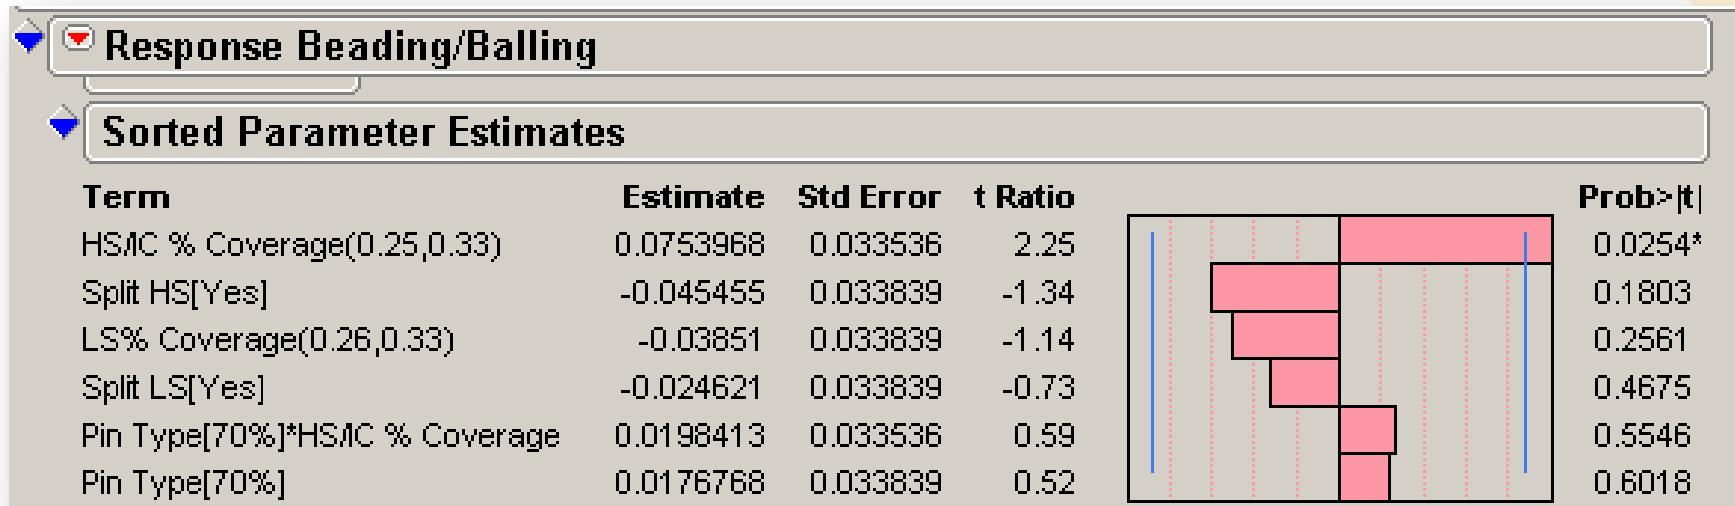 Response Beading/Balling
Sorted Parameter Estimates
Term Estimate Std Error t Ratio Prob>|t|
HS/IC % Coverage(0.25,0.33) 0.0753968 0.033536 2.25 0.0254*
Split HS[Yes] -0.045455 0.033839 -1.34 0.1803
LS% Coverage(0.26,0.33) -0.03851 0.033839 -1.14 0.2561
Split LS[Yes] -0.024621 0.033839 -0.73 0.4675
Pin Type[70%]*HS/IC % Coverage 0.0198413 0.033536 0.59 0.5546
Pin Type[70%] 0.0176768 0.033839 0.52 0.6018